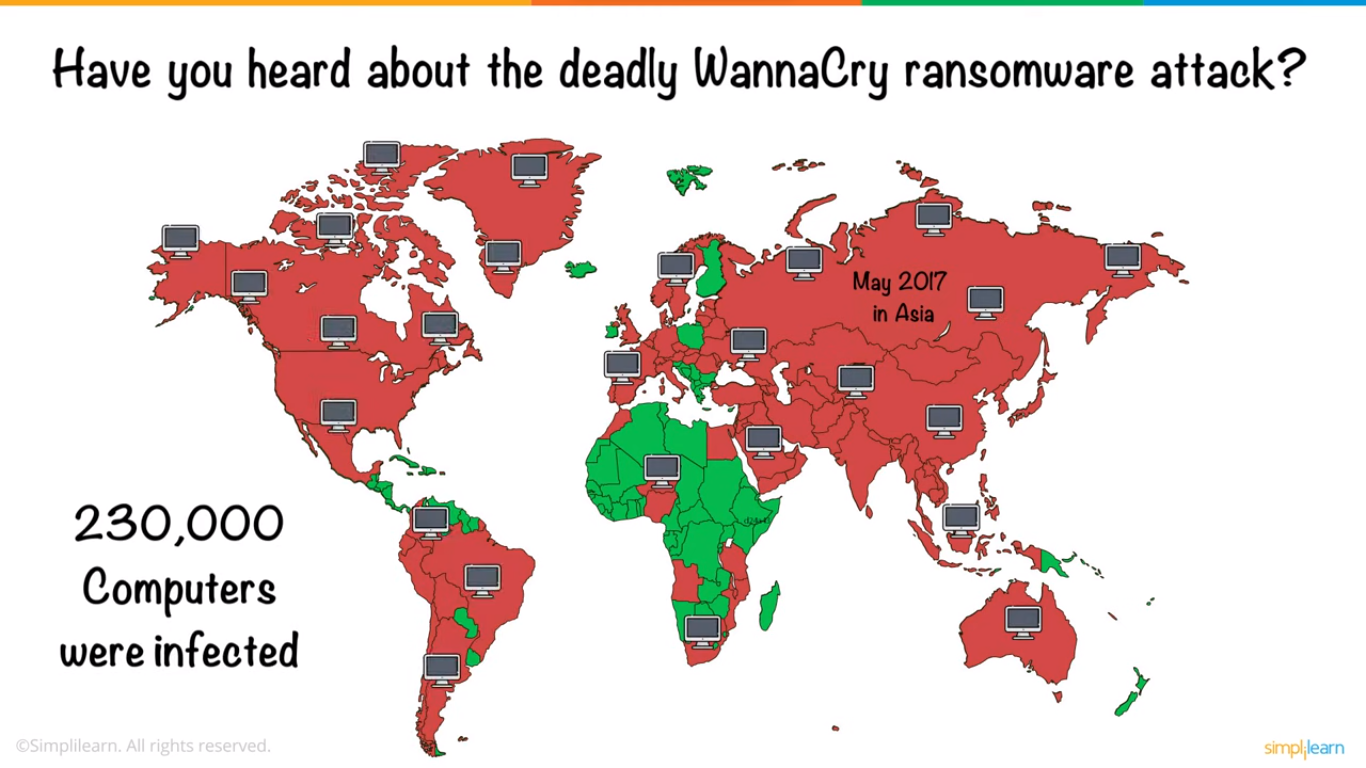 Have you heard about the deadly WannaCry ransomware attack?
May 2017
in Asia
230,000
Computers
were infected
©Simplilearn. All rights reserved.
simplilearn